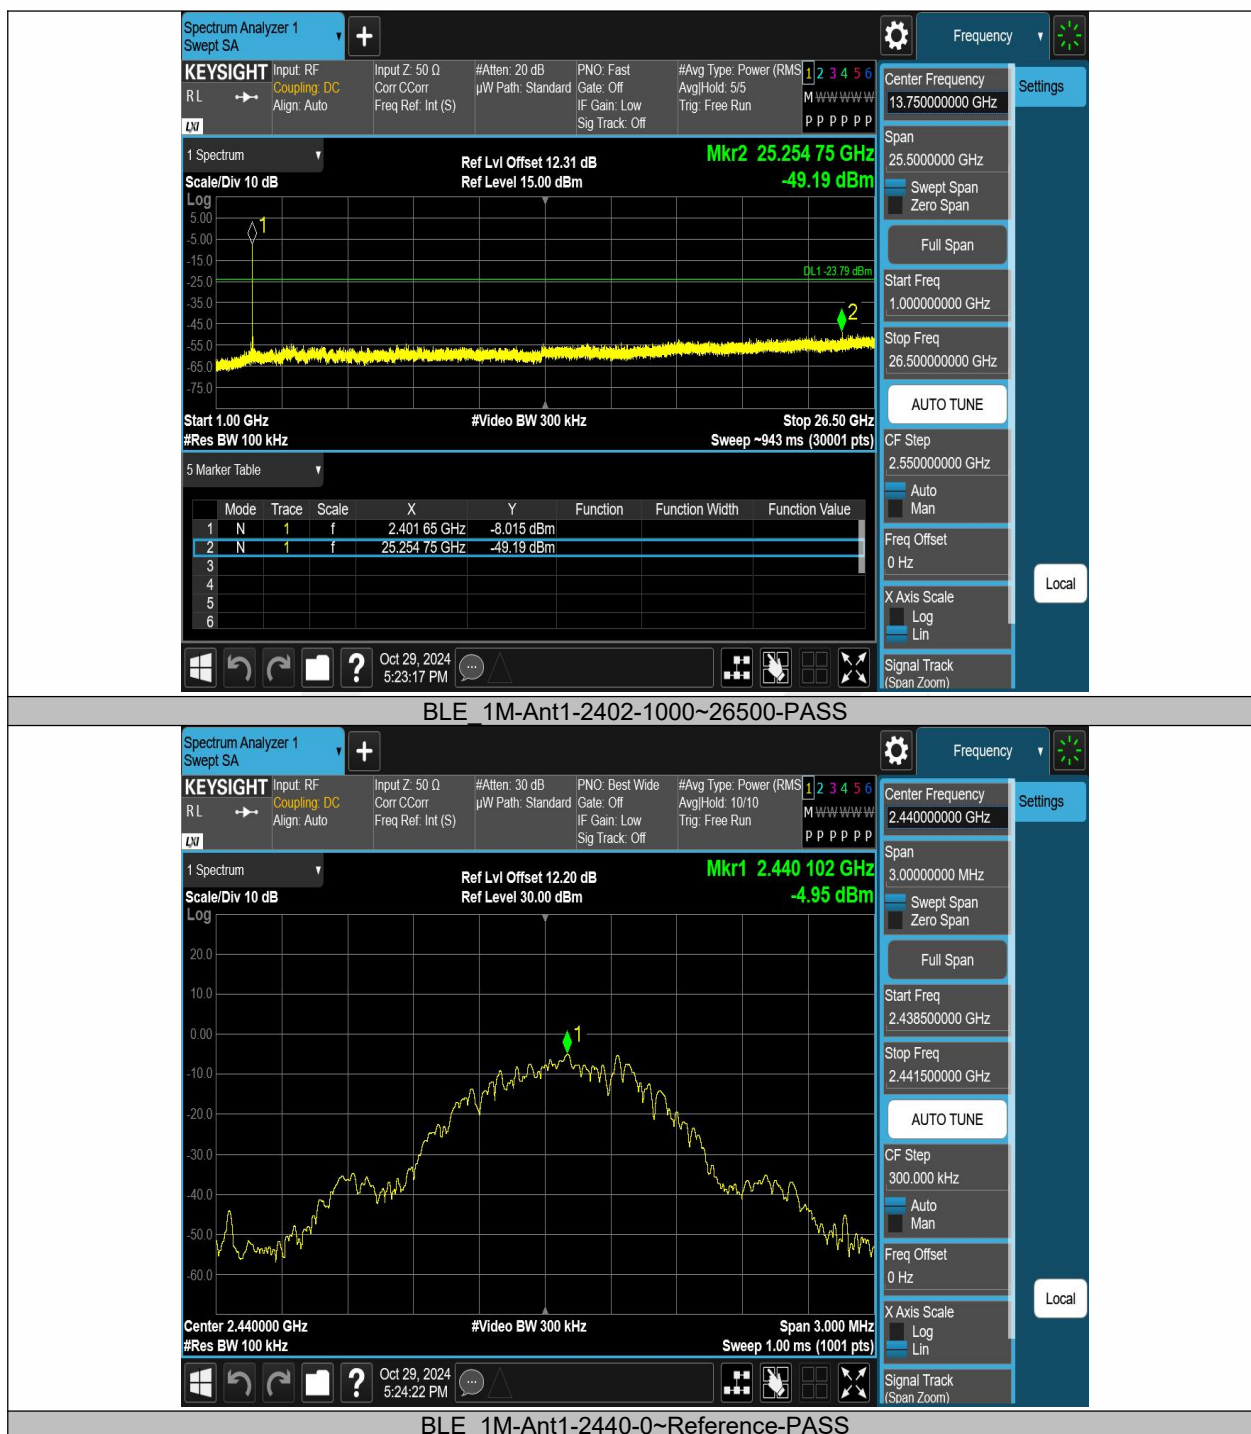 Spectrum Analyzer 1
Swept SA
Frequency
KEYSIGHT
RL
LXI
Input: RF
Coupling: DC
Align: Auto
Input Z: 50 Ω
Corr CCorr
Freq Ref: Int (S)
#Atten: 20 dB
µW Path: Standard
PNO: Fast
Gate: Off
IF Gain: Low
Sig Track: Off
#Avg Type: Power (RMS
Avg|Hold: 5/5
Trig: Free Run
1 2 3 4 5 6
M W W W W W
P P P P P P
Center Frequency
13.750000000 GHz
Settings
Span
25.5000000 GHz
Swept Span
Zero Span
Full Span
Start Freq
1.000000000 GHz
Stop Freq
26.500000000 GHz
AUTO TUNE
CF Step
2.550000000 GHz
Auto
Man
Freq Offset
0 Hz
X Axis Scale
Log
Lin
Signal Track
(Span Zoom)
Local
1 Spectrum
Scale/Div 10 dB
Log
Ref Lvl Offset 12.31 dB
Ref Level 15.00 dBm
Mkr2 25.254 75 GHz
-49.19 dBm
5.00
-5.00
-15.0
-25.0
-35.0
-45.0
-55.0
-65.0
-75.0
1
DL1 -23.79 dBm
2
Start 1.00 GHz
#Res BW 100 kHz
#Video BW 300 kHz
Stop 26.50 GHz
Sweep ~943 ms (30001 pts)
5 Marker Table
Mode Trace Scale X Y Function Function Width Function Value
1 N 1 f 2.401 65 GHz -8.015 dBm
2 N 1 f 25.254 75 GHz -49.19 dBm
3
4
5
6
?
Oct 29, 2024
5:23:17 PM
BLE_1M-Ant1-2402-1000~26500-PASS
Spectrum Analyzer 1
Swept SA
Frequency
KEYSIGHT
RL
LXI
Input: RF
Coupling: DC
Align: Auto
Input Z: 50 Ω
Corr CCorr
Freq Ref: Int (S)
#Atten: 30 dB
µW Path: Standard
PNO: Best Wide
Gate: Off
IF Gain: Low
Sig Track: Off
#Avg Type: Power (RMS
Avg|Hold: 10/10
Trig: Free Run
1 2 3 4 5 6
M W W W W W
P P P P P P
Center Frequency
2.440000000 GHz
Settings
Span
3.00000000 MHz
Swept Span
Zero Span
Full Span
Start Freq
2.438500000 GHz
Stop Freq
2.441500000 GHz
AUTO TUNE
CF Step
300.000 kHz
Auto
Man
Freq Offset
0 Hz
X Axis Scale
Log
Lin
Signal Track
(Span Zoom)
Local
1 Spectrum
Scale/Div 10 dB
Log
Ref Lvl Offset 12.20 dB
Ref Level 30.00 dBm
Mkr1 2.440 102 GHz
-4.95 dBm
20.0
10.0
0.00
-10.0
-20.0
-30.0
-40.0
-50.0
-60.0
1
Center 2.440000 GHz
#Res BW 100 kHz
#Video BW 300 kHz
Span 3.000 MHz
Sweep 1.00 ms (1001 pts)
?
Oct 29, 2024
5:24:22 PM
BLE_1M-Ant1-2440-0~Reference-PASS